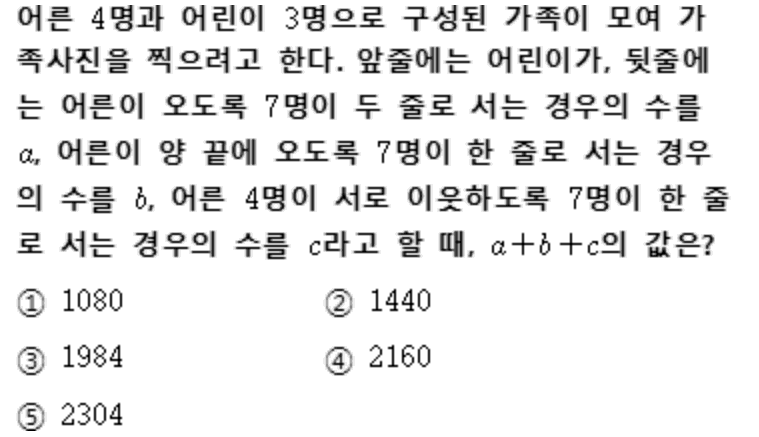 어른 4명과 어린이 3명으로 구성된 가족이 모여 가
족사진을 찍으려고 한다. 앞줄에는 어린이가, 뒷줄에
는 어른이 오도록 7명이 두 줄로 서는 경우의 수를
a, 어른이 양 끝에 오도록 7명이 한 줄로 서는 경우
의 수를 b, 어른 4명이 서로 이웃하도록 7명이 한 줄
로 서는 경우의 수를 c라고 할 때, a+b+c의 값은?
① 1080 ② 1440
③ 1984 ④ 2160
⑤ 2304